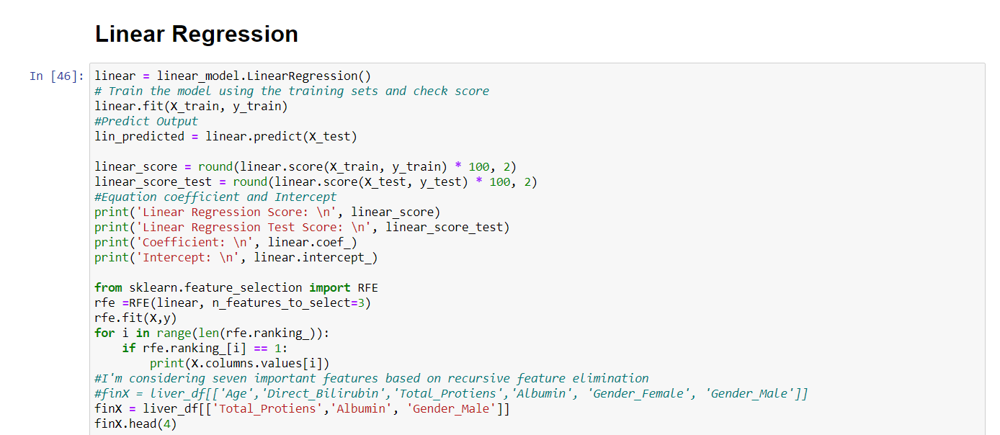 Linear Regression
In [46]: linear = linear_model.LinearRegression()
# Train the model using the training sets and check score
linear.fit(X_train, y_train)
#Predict Output
lin_predicted = linear.predict(X_test)

linear_score = round(linear.score(X_train, y_train) * 100, 2)
linear_score_test = round(linear.score(X_test, y_test) * 100, 2)
#Equation coefficient and Intercept
print('Linear Regression Score: \n', linear_score)
print('Linear Regression Test Score: \n', linear_score_test)
print('Coefficient: \n', linear.coef_)
print('Intercept: \n', linear.intercept_)

from sklearn.feature_selection import RFE
rfe =RFE(linear, n_features_to_select=3)
rfe.fit(X,y)
for i in range(len(rfe.ranking_)):
    if rfe.ranking_[i] == 1:
        print(X.columns.values[i])
#I'm considering seven important features based on recursive feature elimination
#finX = liver_df[['Age','Direct_Bilirubin','Total_Protiens','Albumin', 'Gender_Female', 'Gender_Male']]
finX = liver_df[['Total_Protiens','Albumin', 'Gender_Male']]
finX.head(4)